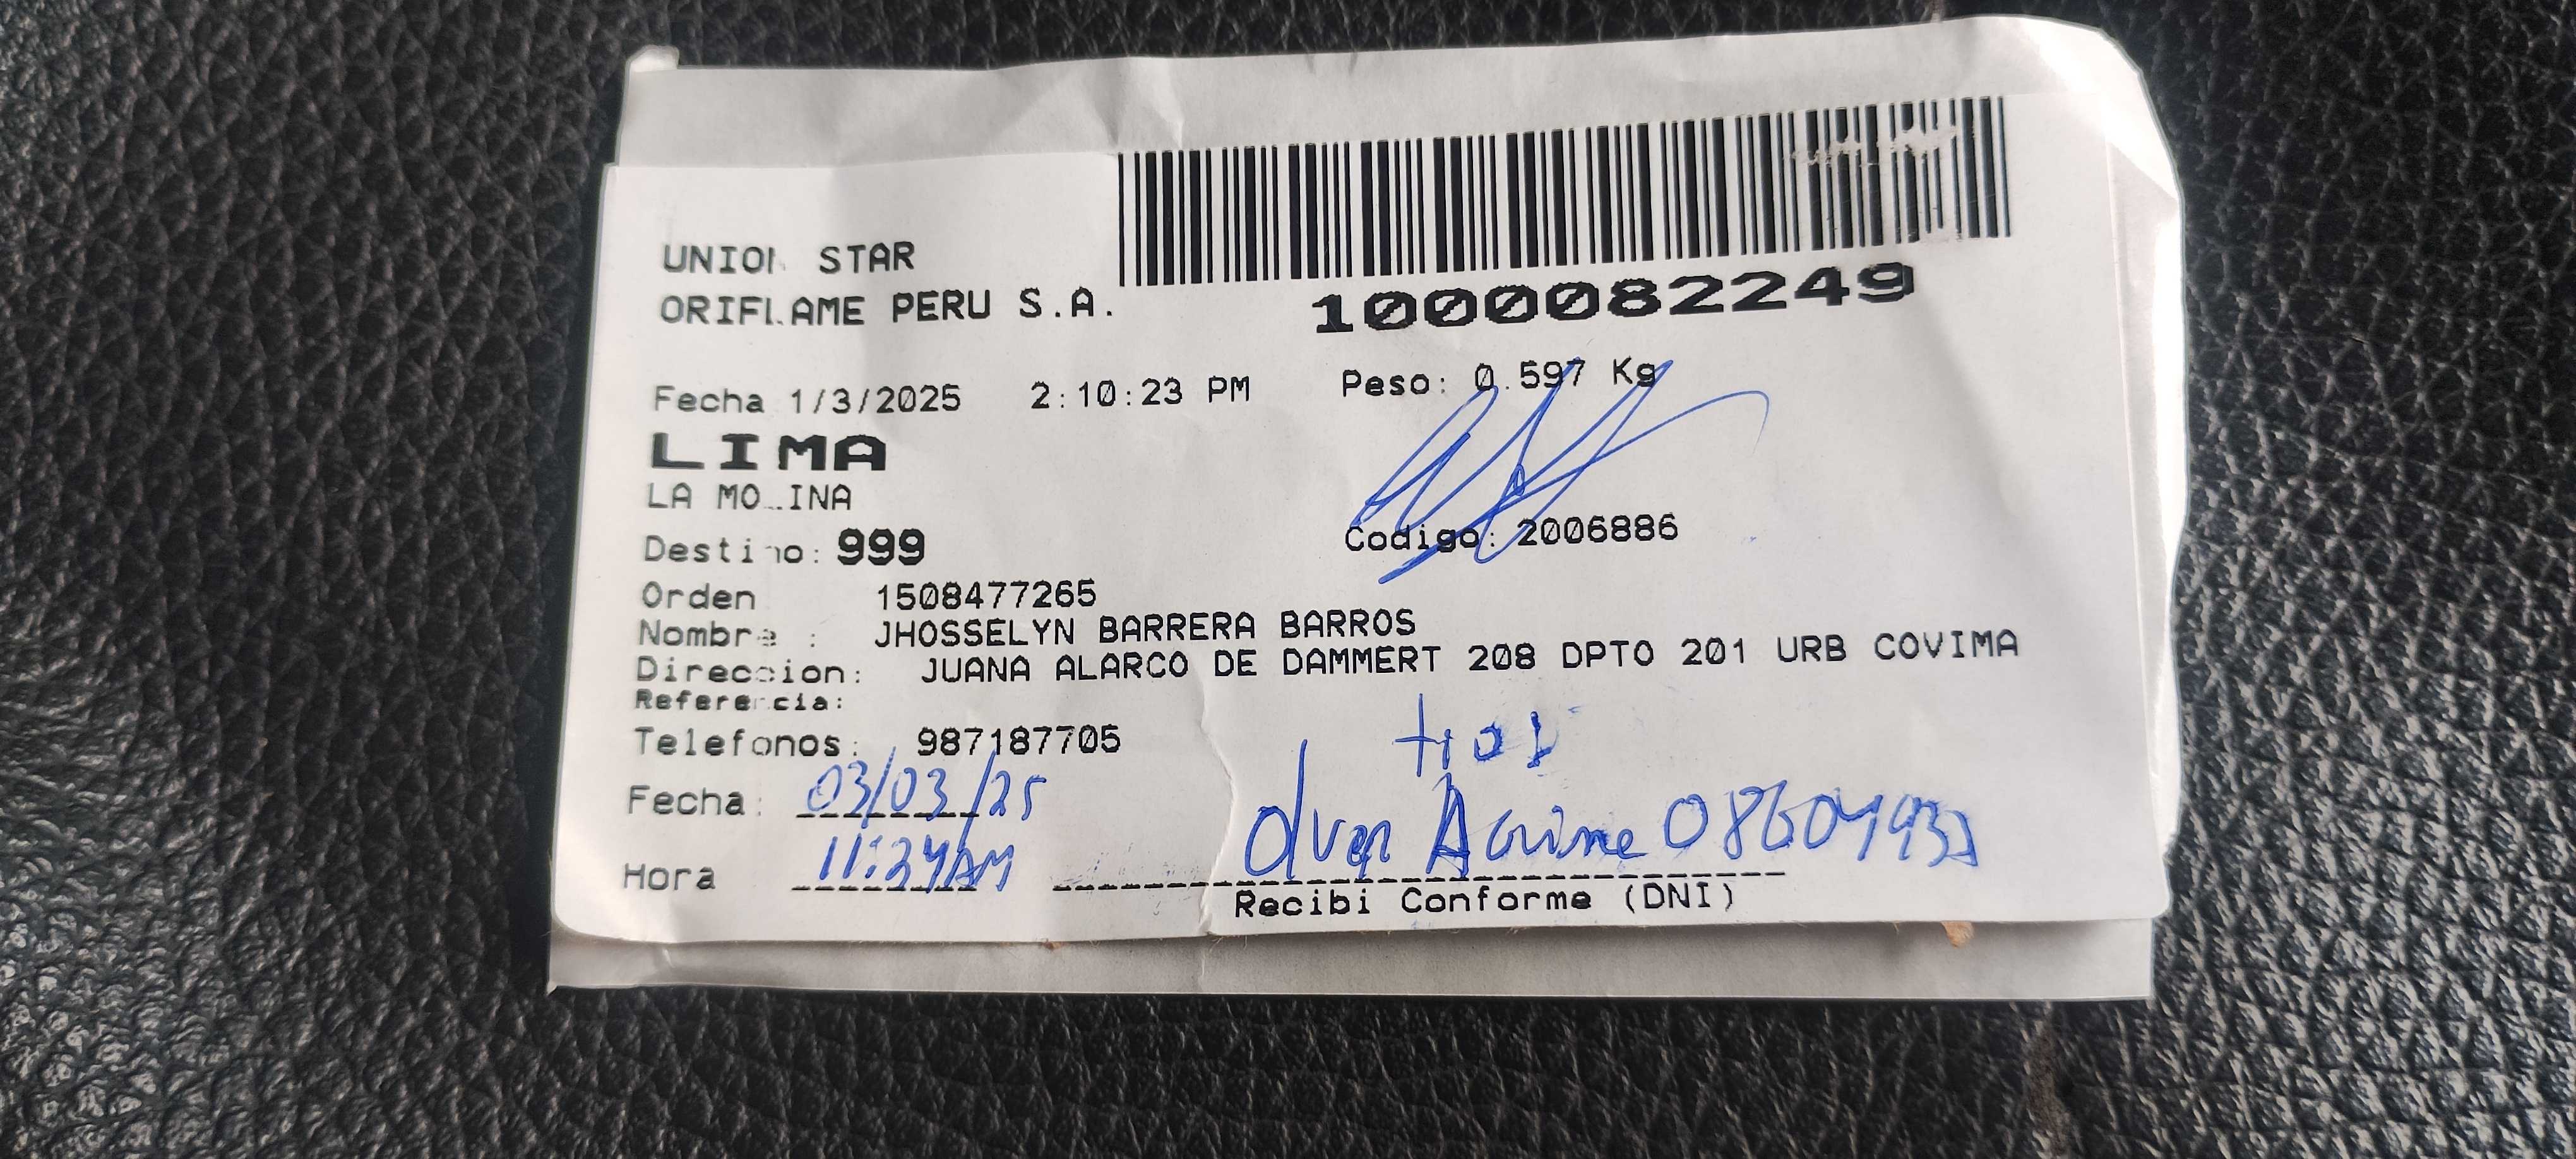 UNION STAR
ORIFLAME PERU S.A.
1000082249
Fecha 1/3/2025 2:10:23 PM Peso: 0.597 Kg
LIMA
LA MOLINA
Destino: 999 Codigo: 2006886
Orden 1508477265
Nombre : JHOSSELYN BARRERA BARROS
Direccion: JUANA ALARCO DE DAMMERT 208 DPTO 201 URB COVIMA
Referencia:
Telefonos: 987187705
Fecha: 03/03/25
Hora 11:24AM
Recibi Conforme (DNI)